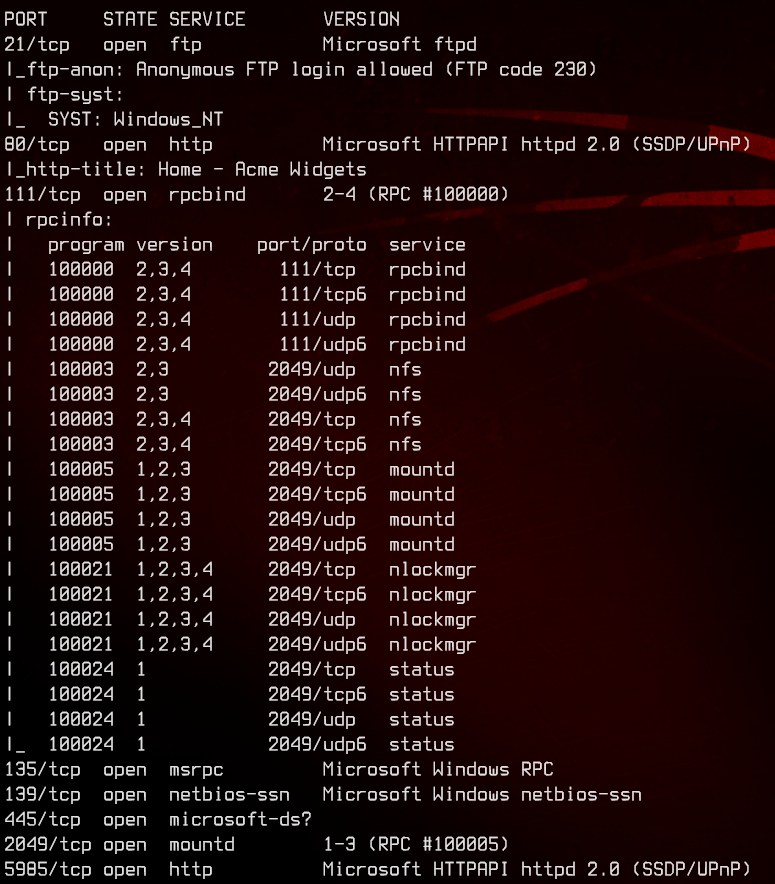 PORT     STATE SERVICE       VERSION
21/tcp   open  ftp           Microsoft ftpd
|_ftp-anon: Anonymous FTP login allowed (FTP code 230)
| ftp-syst:
|_  SYST: Windows_NT
80/tcp   open  http          Microsoft HTTPAPI httpd 2.0 (SSDP/UPnP)
|_http-title: Home - Acme Widgets
111/tcp  open  rpcbind       2-4 (RPC #100000)
| rpcinfo:
|   program version    port/proto  service
|   100000  2,3,4        111/tcp   rpcbind
|   100000  2,3,4        111/tcp6  rpcbind
|   100000  2,3,4        111/udp   rpcbind
|   100000  2,3,4        111/udp6  rpcbind
|   100003  2,3         2049/udp   nfs
|   100003  2,3         2049/udp6  nfs
|   100003  2,3,4       2049/tcp   nfs
|   100003  2,3,4       2049/tcp6  nfs
|   100005  1,2,3       2049/tcp   mountd
|   100005  1,2,3       2049/tcp6  mountd
|   100005  1,2,3       2049/udp   mountd
|   100005  1,2,3       2049/udp6  mountd
|   100021  1,2,3,4     2049/tcp   nlockmgr
|   100021  1,2,3,4     2049/tcp6  nlockmgr
|   100021  1,2,3,4     2049/udp   nlockmgr
|   100021  1,2,3,4     2049/udp6  nlockmgr
|   100024  1           2049/tcp   status
|   100024  1           2049/tcp6  status
|   100024  1           2049/udp   status
|_  100024  1           2049/udp6  status
135/tcp  open  msrpc         Microsoft Windows RPC
139/tcp  open  netbios-ssn   Microsoft Windows netbios-ssn
445/tcp  open  microsoft-ds?
2049/tcp open  mountd        1-3 (RPC #100005)
5985/tcp open  http          Microsoft HTTPAPI httpd 2.0 (SSDP/UPnP)